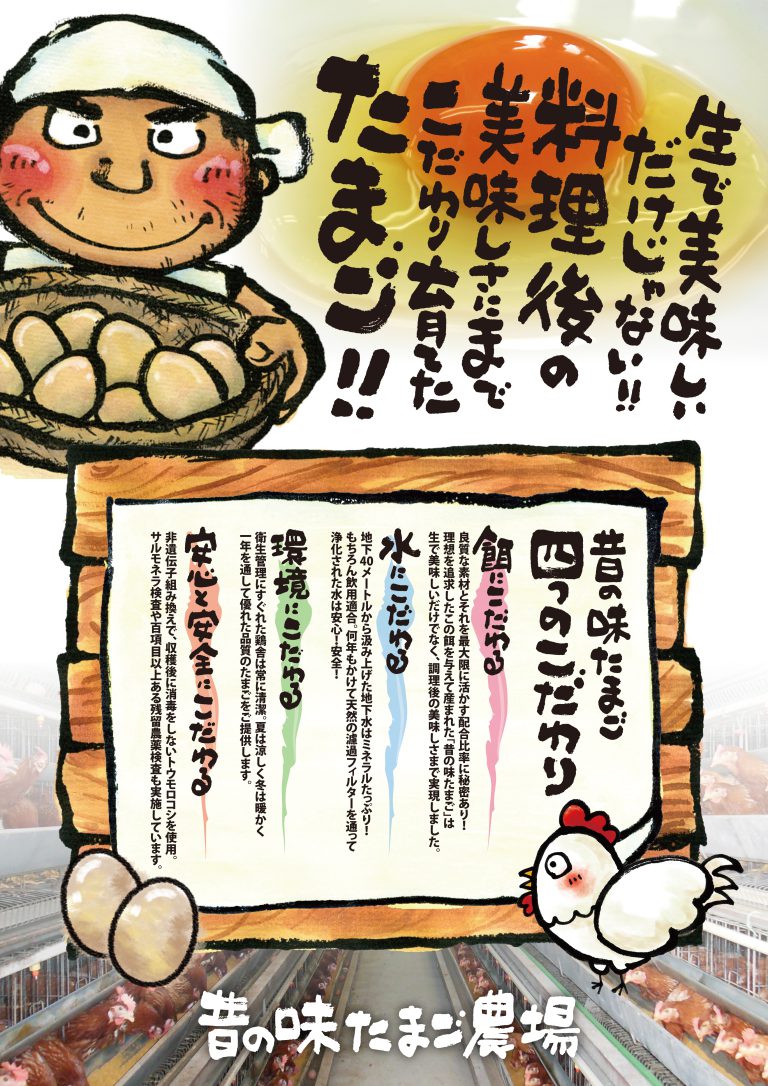 生で美味しい
だけじゃない!!
料理後の
美味しさにまで
こだわり育てた
たまご!!
昔の味たまご
四つのこだわり
餌にこだわる
良質な素材とそれを最大限に活かす配合比率に秘密あり!
理想を追求したこの餌を与えて産まれた「昔の味たまご」は
生で美味しいだけでなく、調理後の美味しさまで実現しました。
水にこだわる
地下40メートルから汲み上げた地下水はミネラルたっぷり!
もちろん飲用適合。何年もかけて天然の濾過フィルターを通って
浄化された水は安心!安全!
環境にこだわる
衛生管理にすぐれた鶏舎は常に清潔。夏は涼しく冬は暖かく
一年を通して優れた品質のたまごをご提供します。
安心と安全にこだわる
非遺伝子組み換えで、収穫後に消毒をしないトウモロコシを使用。
サルモネラ検査や百項目以上ある残留農薬検査も実施しています。
昔の味たまご農場